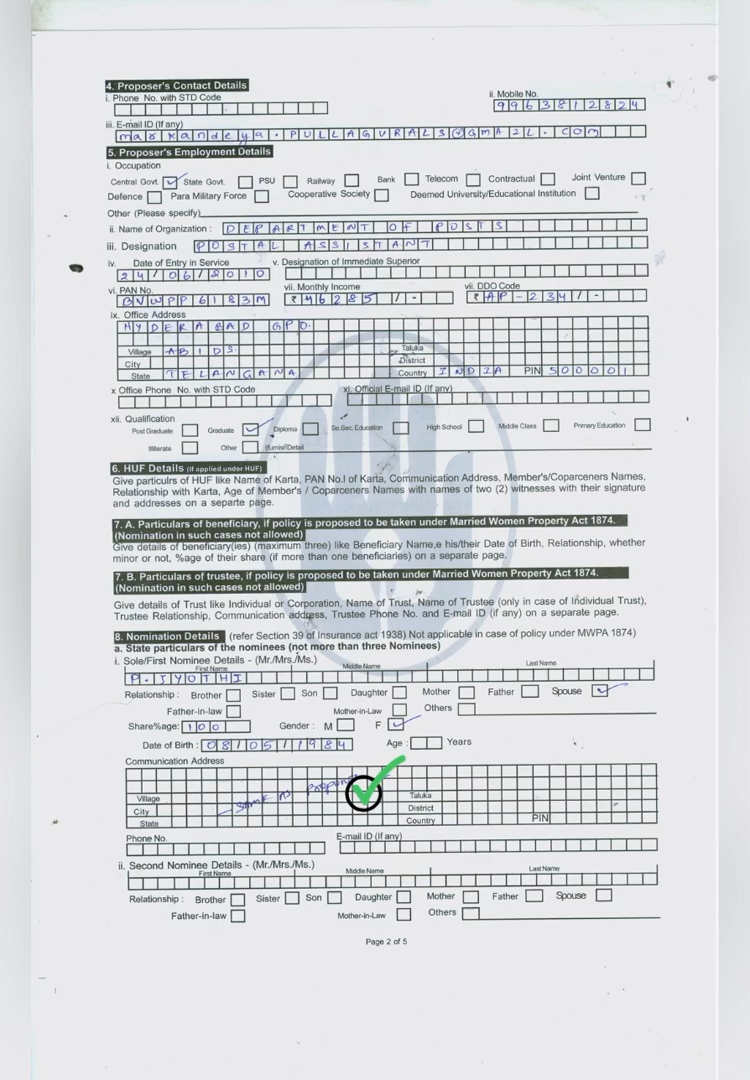 4. Proposer's Contact Details
i. Phone No. with STD Code
ii. Mobile No.
9963812824
iii. E-mail ID (If any)
markandeya.PULLAGURALS@GMAIL.COM
5. Proposer's Employment Details
i. Occupation
Central Govt. State Govt. PSU Railway Bank Telecom Contractual Joint Venture
Defence Para Military Force Cooperative Society Deemed University/Educational Institution
Other (Please specify)
ii. Name of Organization : DEPARTMENT OF POSTS
iii. Designation POSTAL ASSISTANT
iv. Date of Entry in Service v. Designation of Immediate Superior
24/06/2010
vi. PAN No. vii. Monthly Income vii. DDO Code
BVWPP6183M ₹46285/- ₹AP-234/-
ix. Office Address
HYDERABAD GPO.
Village ABIDS. Taluka
City District
State TELANGANA Country INDIA PIN 500001
x Office Phone No. with STD Code xi. Official E-mail ID (If any)
xii. Qualification
Post Graduate Graduate Diploma Se.Sec.Education High School Middle Class Primary Education
Illiterate Other (furnish)Detail
6. HUF Details (If applied under HUF)
Give particulrs of HUF like Name of Karta, PAN No.l of Karta, Communication Address, Member's/Coparceners Names,
Relationship with Karta, Age of Member's / Coparceners Names with names of two (2) witnesses with their signature
and addresses on a separte page.
7. A. Particulars of beneficiary, if policy is proposed to be taken under Married Women Property Act 1874.
(Nomination in such cases not allowed)
Give details of beneficiary(ies) (maximum three) like Beneficiary Name,e his/their Date of Birth, Relationship, whether
minor or not, %age of their share (if more than one beneficiaries) on a separate page.
7. B. Particulars of trustee, if policy is proposed to be taken under Married Women Property Act 1874.
(Nomination in such cases not allowed)
Give details of Trust like Individual or Corporation, Name of Trust, Name of Trustee (only in case of Individual Trust),
Trustee Relationship, Communication address, Trustee Phone No. and E-mail ID (if any) on a separate page.
8. Nomination Details (refer Section 39 of Insurance act 1938) Not applicable in case of policy under MWPA 1874)
a. State particulars of the nominees (not more than three Nominees)
i. Sole/First Nominee Details - (Mr./Mrs./Ms.)
First Name Middle Name Last Name
P. JYOTHI
Relationship : Brother Sister Son Daughter Mother Father Spouse
Father-in-law Mother-in-Law Others
Share%age: 100 Gender : M F
Date of Birth : 08/05/1984 Age : Years
Communication Address
Same as
Village Taluka
City District
State Country PIN
Phone No. E-mail ID (If any)
ii. Second Nominee Details - (Mr./Mrs./Ms.)
First Name Middle Name Last Name
Relationship : Brother Sister Son Daughter Mother Father Spouse
Father-in-law Mother-in-Law Others
Page 2 of 5